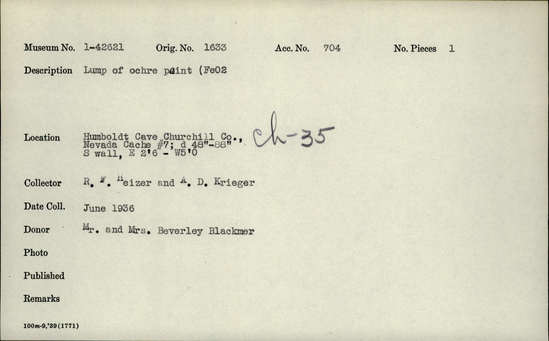 Museum No. 1-42621 Orig. No. 1633 Acc. No. 704 No. Pieces 1
Description Lump of ochre paint (FeO2
Location Humboldt Cave Churchill Co.,
Nevada Cache #7; d 48"-88"
S wall, E 2'6 - W5'0
ch-35
Collector R. F. Heizer and A. D. Krieger
Date Coll. June 1936
Donor Mr. and Mrs. Beverley Blackmer
Photo
Published
Remarks
100m-9,'39(1771)